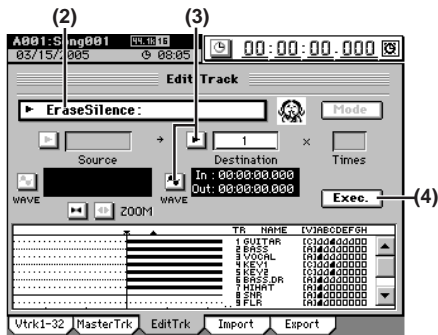 (2)
(3)
A001:Song001 44.1k 16
03/15/2005 08:05
00:00:00.000
Edit Track
EraseSilence:
Mode
→ 1 ×
Source Destination Times
In : 00:00:00.000
Out: 00:00:00.000
WAVE WAVE
ZOOM
Exec.
(4)
TR NAME [V]ABCDEFGH
1 GUITAR
2 BASS
3 VOCAL
4 KEY1
5 KEY2
6 BASS.DR
7 HIHAT
8 SNR
9 FLR
Vtrk1-32 MasterTrk EditTrk Import Export